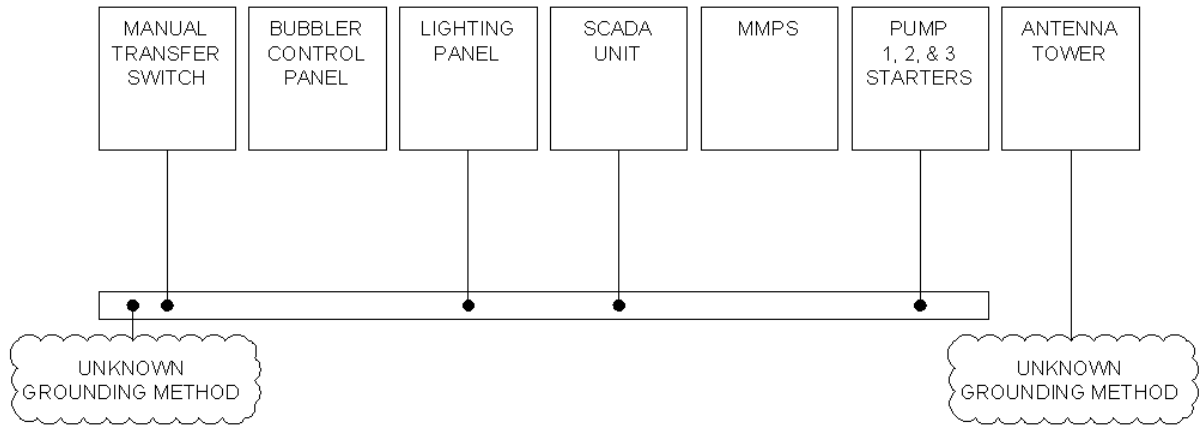 MANUAL
TRANSFER
SWITCH
BUBBLER
CONTROL
PANEL
LIGHTING
PANEL
SCADA
UNIT
MMPS
PUMP
1, 2, & 3
STARTERS
ANTENNA
TOWER
UNKNOWN
GROUNDING METHOD
UNKNOWN
GROUNDING METHOD